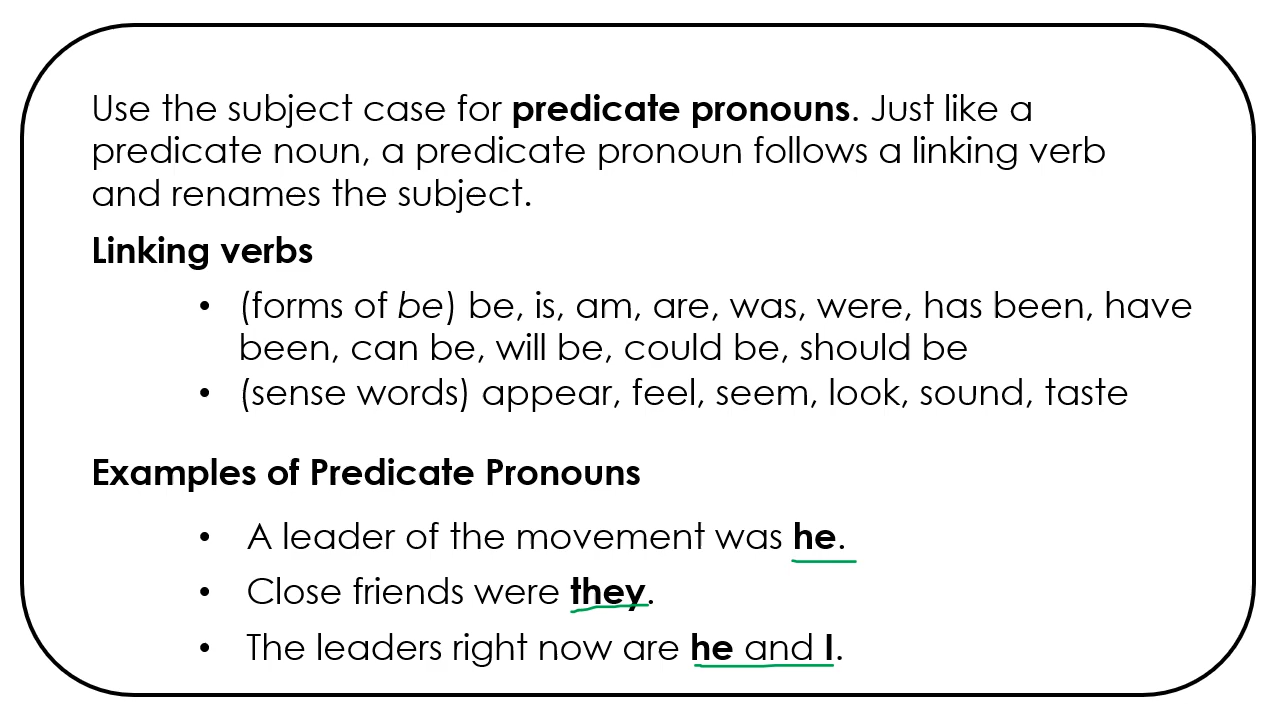 Use the subject case for predicate pronouns. Just like a
predicate noun, a predicate pronoun follows a linking verb
and renames the subject.
Linking verbs
• (forms of be) be, is, am, are, was, were, has been, have
been, can be, will be, could be, should be
• (sense words) appear, feel, seem, look, sound, taste
Examples of Predicate Pronouns
• A leader of the movement was he.
• Close friends were they.
• The leaders right now are he and I.